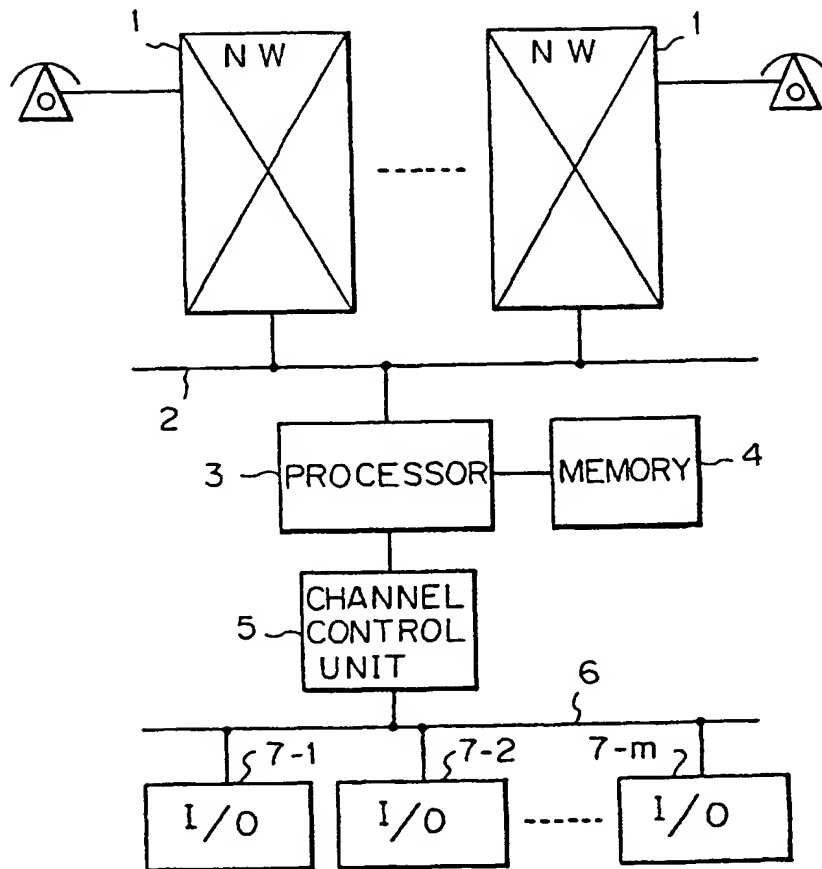 1
NW
NW
1
2
3
PROCESSOR
MEMORY
4
5
CHANNEL
CONTROL
UNIT
6
7-1
7-2
7-m
I/O
I/O
I/O